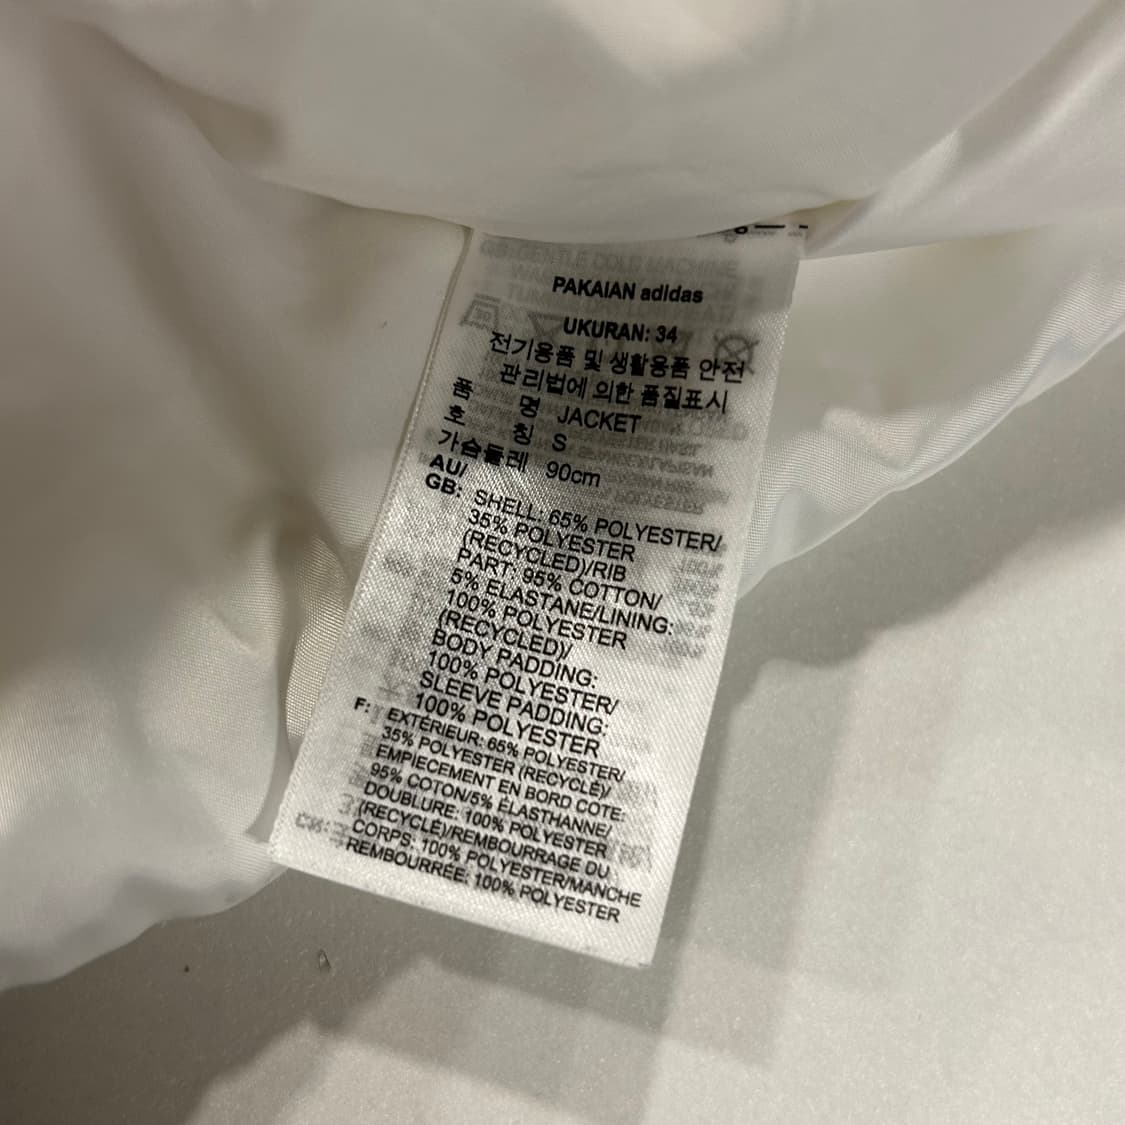 PAKAIAN adidas
UKURAN: 34
전기용품 및 생활용품 안전
관리법에 의한 품질표시
품 명 JACKET
호 칭 S
가슴둘레 90cm
AU/
GB: SHELL: 65% POLYESTER/
35% POLYESTER
(RECYCLED)/RIB
PART: 95% COTTON/
5% ELASTANE/LINING:
100% POLYESTER
(RECYCLED)/
BODY PADDING:
100% POLYESTER/
SLEEVE PADDING:
100% POLYESTER
F: EXTÉRIEUR: 65% POLYESTER/
35% POLYESTER (RECYCLÉ)/
EMPIECEMENT EN BORD COTE:
95% COTON/5% ÉLASTHANNE/
DOUBLURE: 100% POLYESTER
(RECYCLÉ)/REMBOURRAGE DU
CORPS: 100% POLYESTER/MANCHE
REMBOURRÉE: 100% POLYESTER